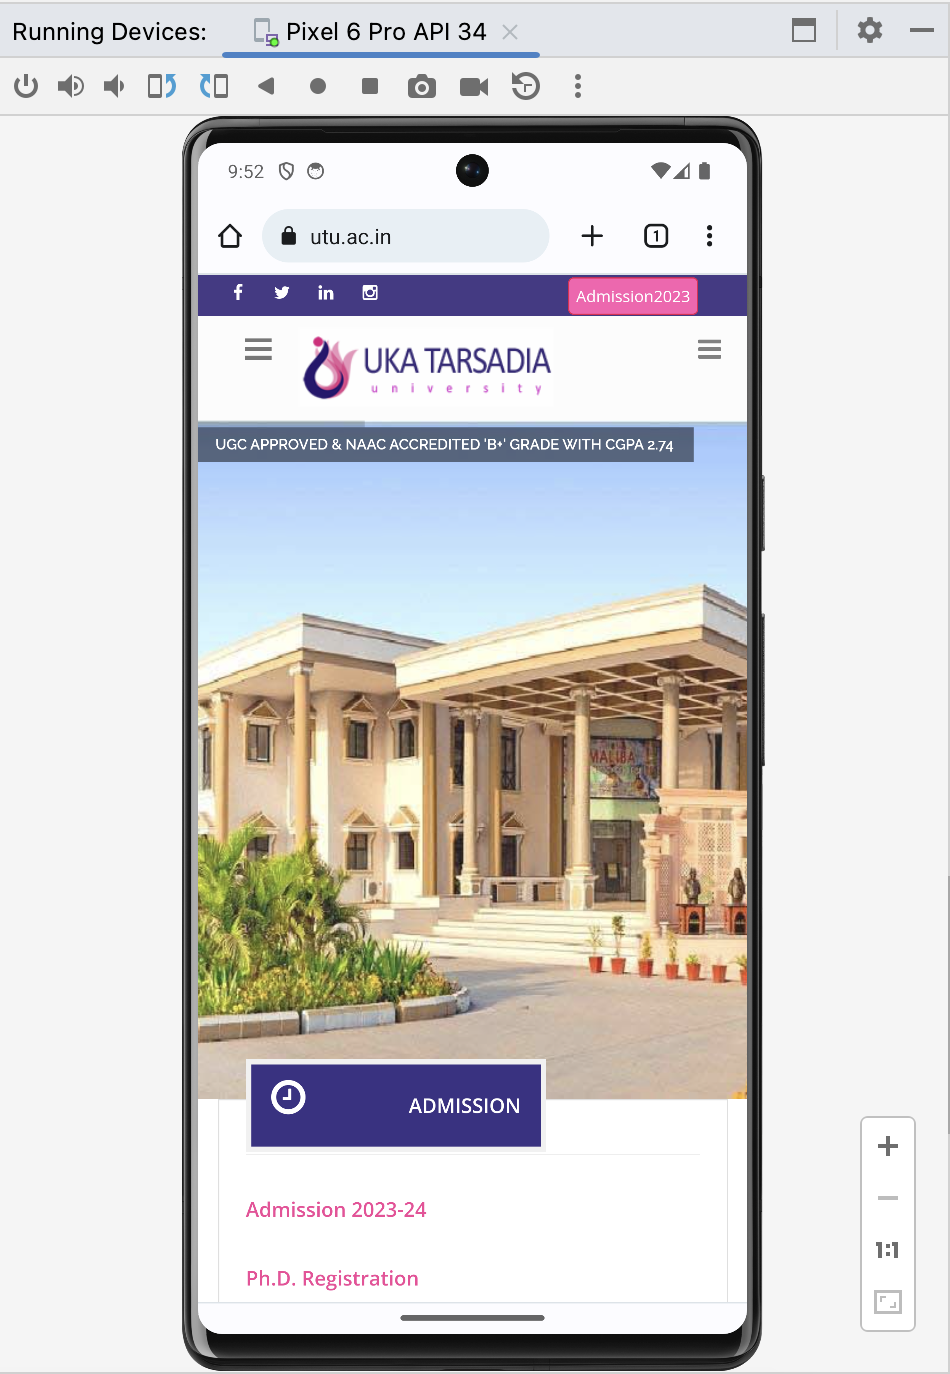 Running Devices: Pixel 6 Pro API 34
9:52
utu.ac.in
1
Admission2023
UKA TARSADIA
university
UGC APPROVED & NAAC ACCREDITED 'B+' GRADE WITH CGPA 2.74
MALIBA
ADMISSION
Admission 2023-24
Ph.D. Registration
1:1